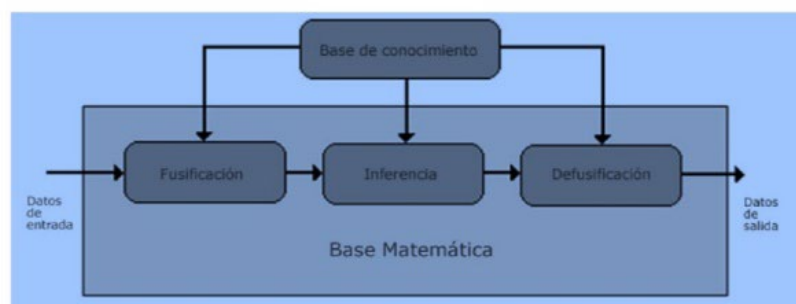 Base de conocimiento
Fusificación
Inferencia
Defusificación
Datos
de
entrada
Datos
de
salida
Base Matemática